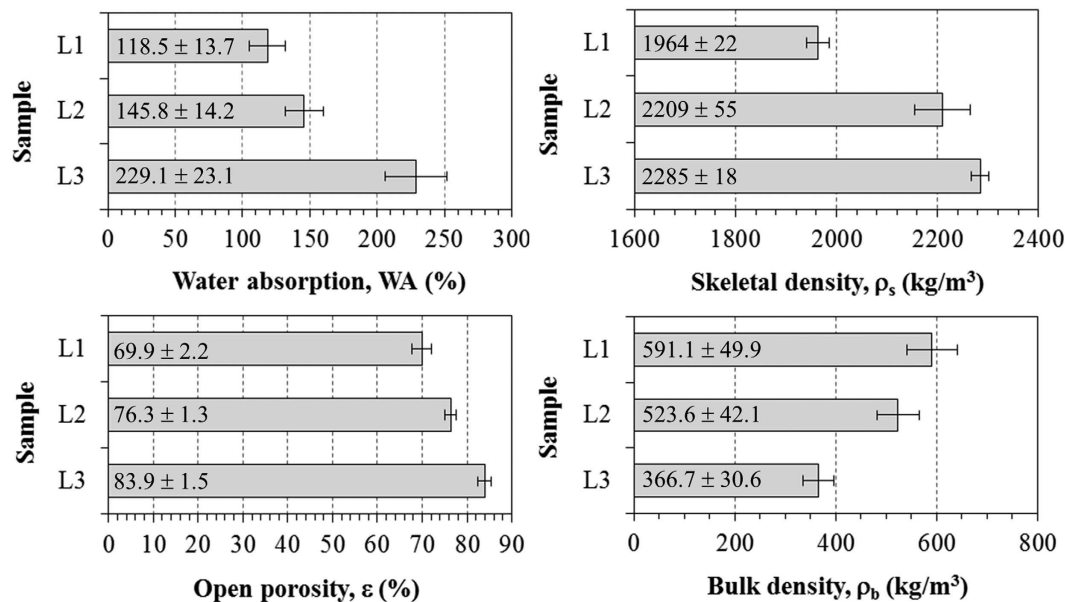 Sample
L1
118.5 ± 13.7
L2
145.8 ± 14.2
L3
229.1 ± 23.1
0 50 100 150 200 250 300
Water absorption, WA (%)
L1
1964 ± 22
Sample
L2
2209 ± 55
L3
2285 ± 18
1600 1800 2000 2200 2400
Skeletal density, ρs (kg/m³)
Sample
L1
69.9 ± 2.2
L2
76.3 ± 1.3
L3
83.9 ± 1.5
0 10 20 30 40 50 60 70 80 90
Open porosity, ε (%)
Sample
L1
591.1 ± 49.9
L2
523.6 ± 42.1
L3
366.7 ± 30.6
0 200 400 600 800
Bulk density, ρb (kg/m³)